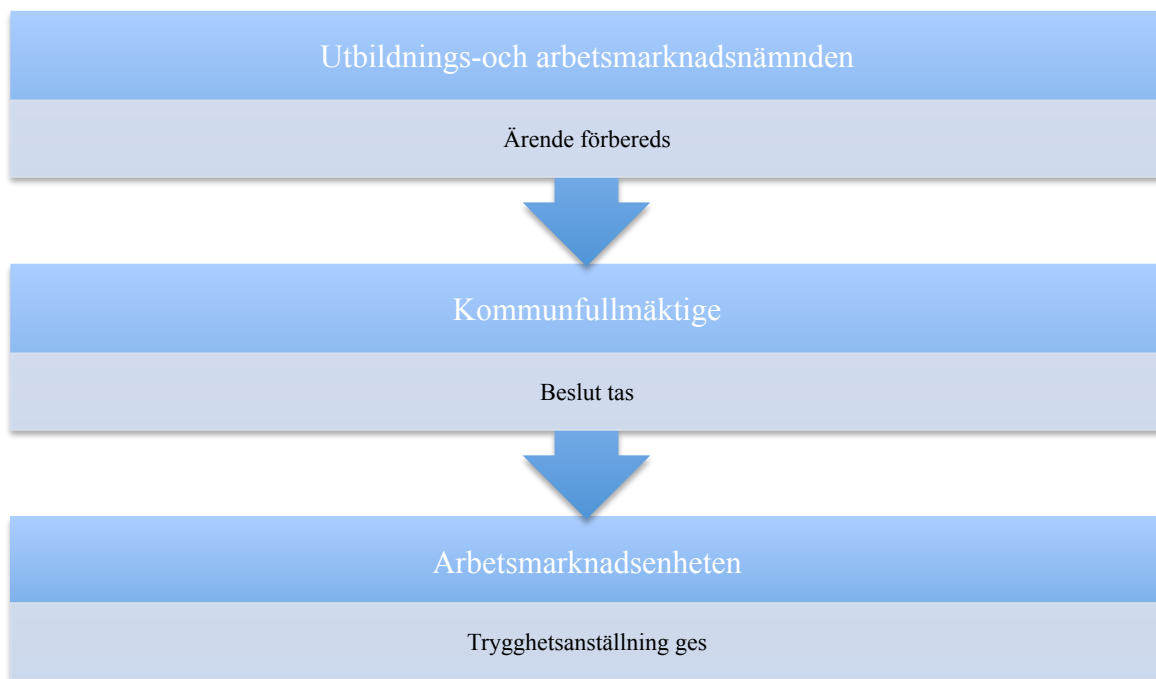 Utbildnings-och arbetsmarknadsnämnden
Ärende förbereds
Kommunfullmäktige
Beslut tas
Arbetsmarknadsenheten
Trygghetsanställning ges